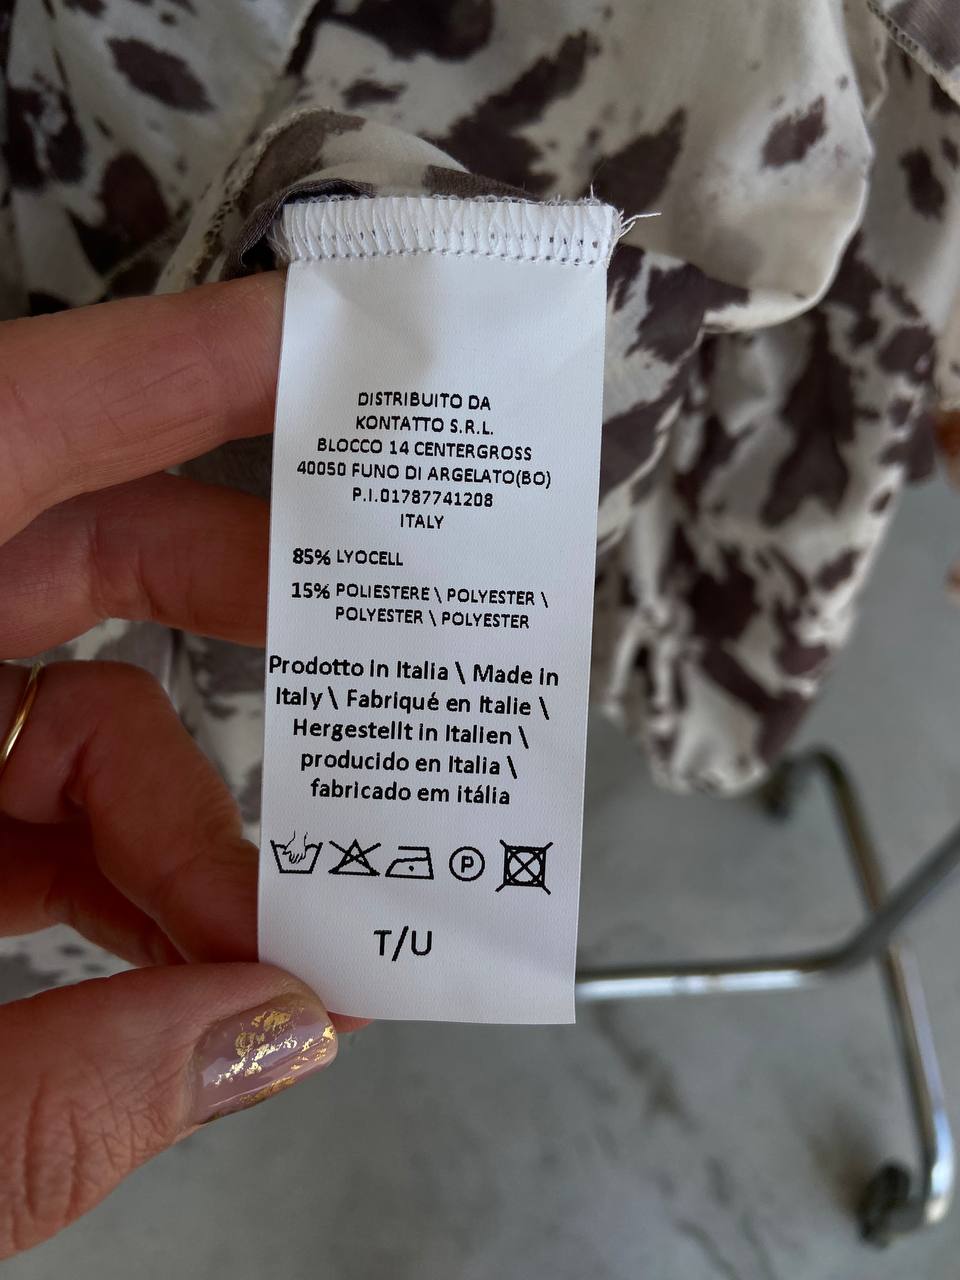 DISTRIBUITO DA
KONTATTO S.R.L.
BLOCCO 14 CENTERGROSS
40050 FUNO DI ARGELATO(BO)
P.I.01787741208
ITALY
85% LYOCELL
15% POLIESTERE \ POLYESTER \
POLYESTER \ POLYESTER
Prodotto in Italia \ Made in
Italy \ Fabriqué en Italie \
Hergestellt in Italien \
producido en Italia \
fabricado em itália
P
T/U